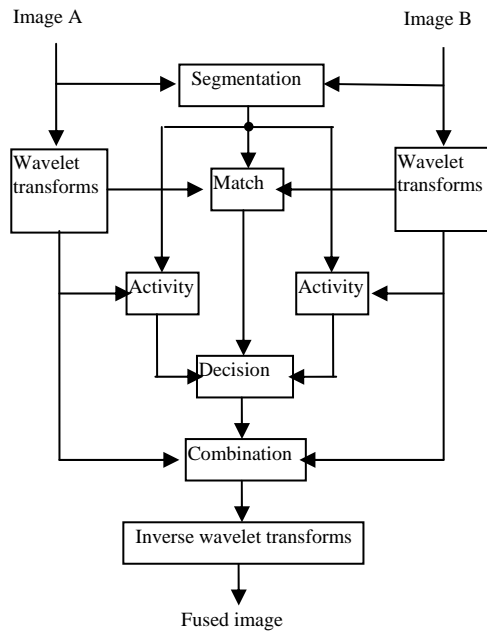 Image A
Image B
Segmentation
Wavelet
transforms
Wavelet
transforms
Match
Activity
Activity
Decision
Combination
Inverse wavelet transforms
Fused image